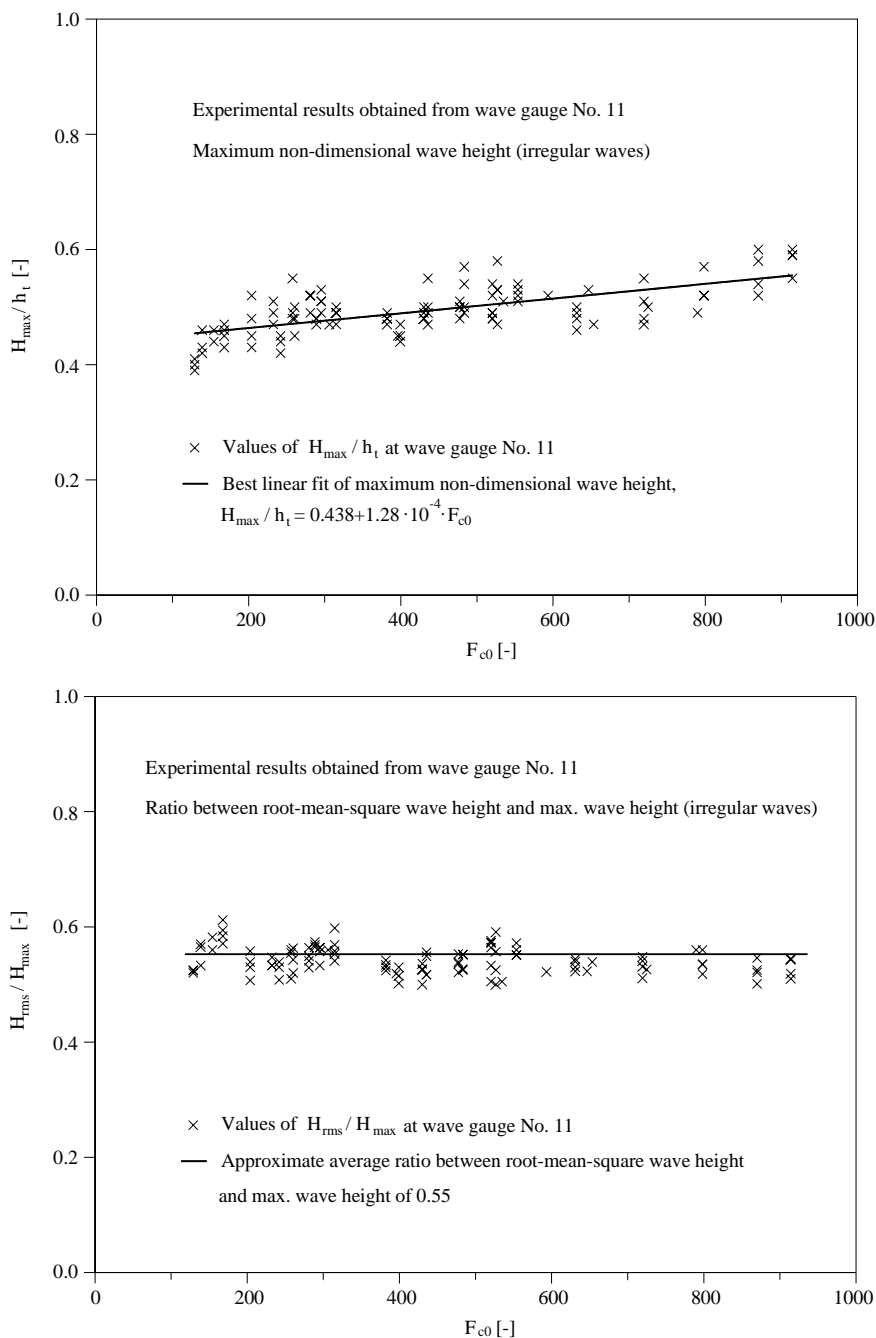 1.0
0.8
0.6
0.4
0.2
0.0
H_max / h_t [-]
Experimental results obtained from wave gauge No. 11
Maximum non-dimensional wave height (irregular waves)
× Values of H_max / h_t at wave gauge No. 11
Best linear fit of maximum non-dimensional wave height,
H_max / h_t = 0.438+1.28 ·10^-4· F_c0
0 200 400 600 800 1000
F_c0 [-]
1.0
0.8
0.6
0.4
0.2
0.0
H_rms / H_max [-]
Experimental results obtained from wave gauge No. 11
Ratio between root-mean-square wave height and max. wave height (irregular waves)
× Values of H_rms / H_max at wave gauge No. 11
Approximate average ratio between root-mean-square wave height
and max. wave height of 0.55
0 200 400 600 800 1000
F_c0 [-]